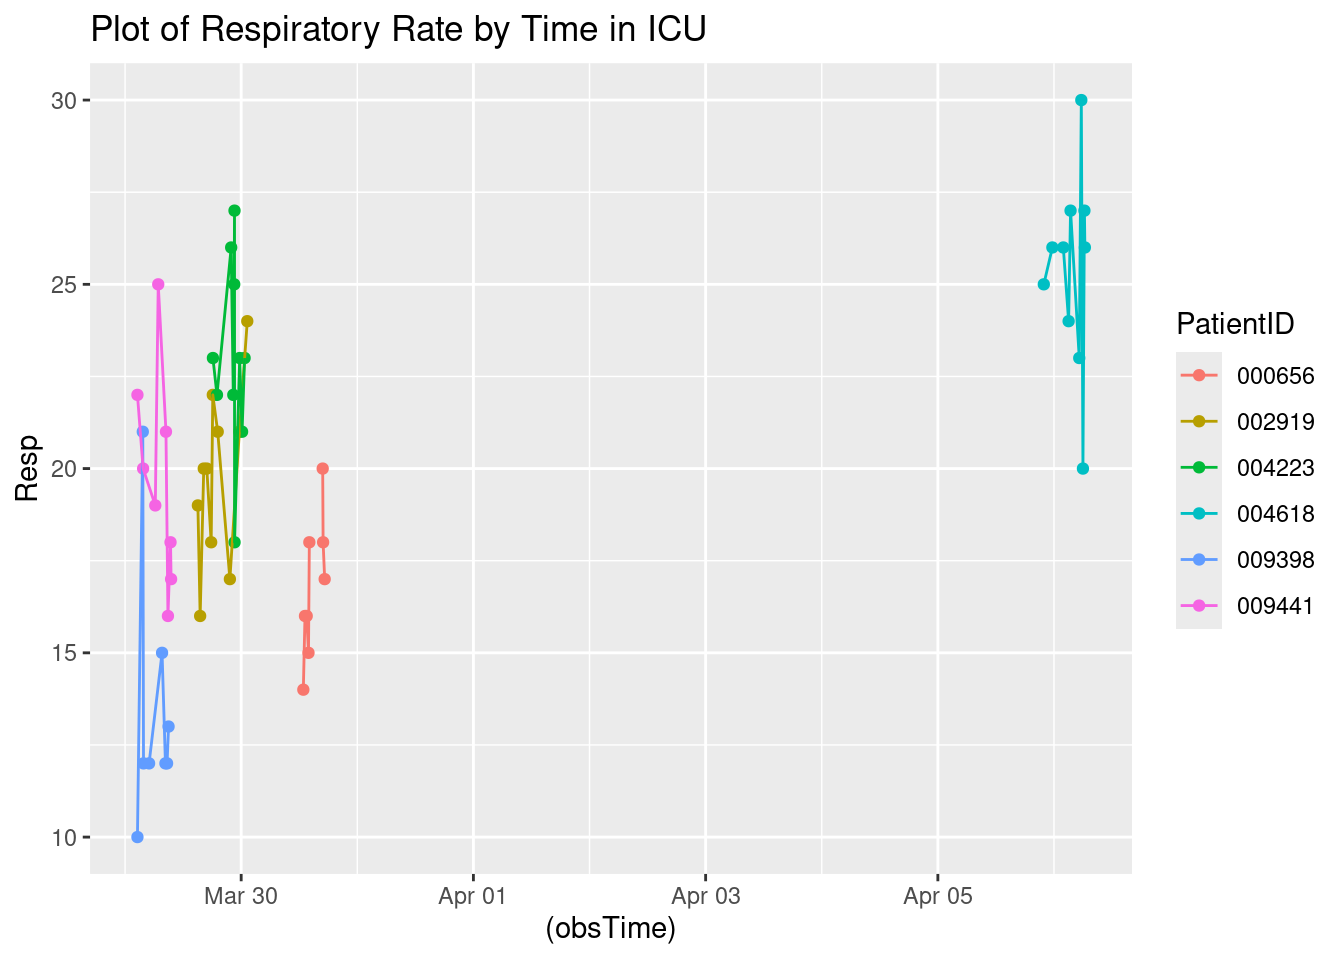 Plot of Respiratory Rate by Time in ICU
30
25
20
15
10
Resp
Mar 30
Apr 01
Apr 03
Apr 05
(obsTime)
PatientID
000656
002919
004223
004618
009398
009441